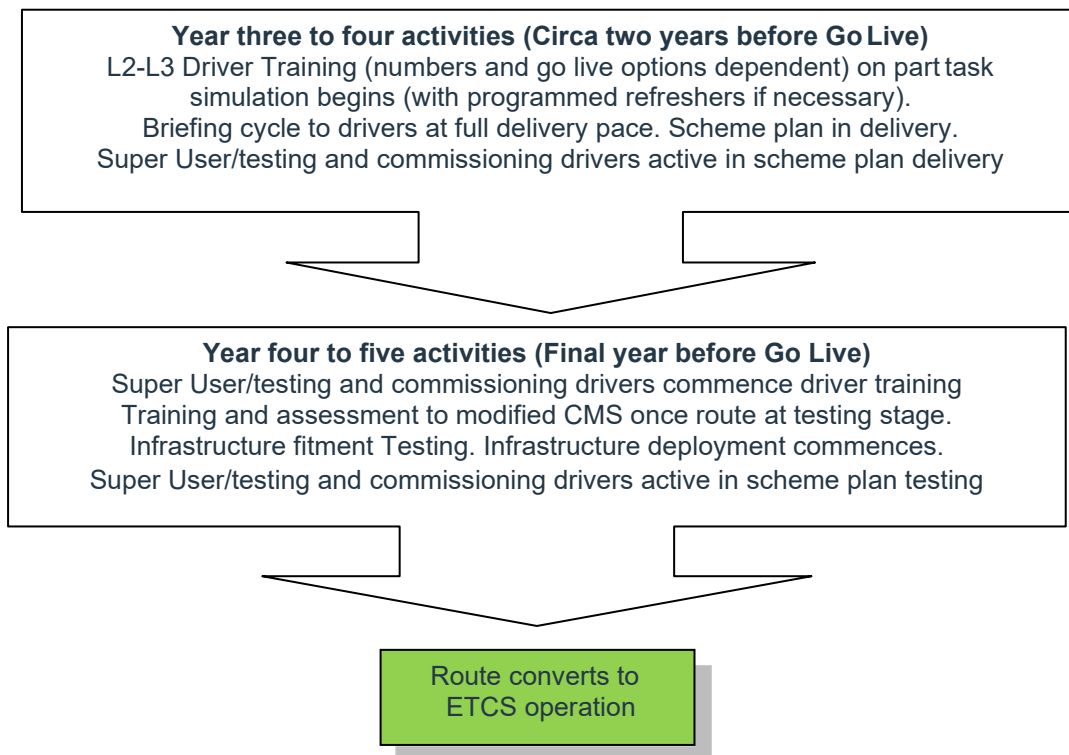 Year three to four activities (Circa two years before Go Live)
L2-L3 Driver Training (numbers and go live options dependent) on part task
simulation begins (with programmed refreshers if necessary).
Briefing cycle to drivers at full delivery pace. Scheme plan in delivery.
Super User/testing and commissioning drivers active in scheme plan delivery
Year four to five activities (Final year before Go Live)
Super User/testing and commissioning drivers commence driver training
Training and assessment to modified CMS once route at testing stage.
Infrastructure fitment Testing. Infrastructure deployment commences.
Super User/testing and commissioning drivers active in scheme plan testing
Route converts to
ETCS operation